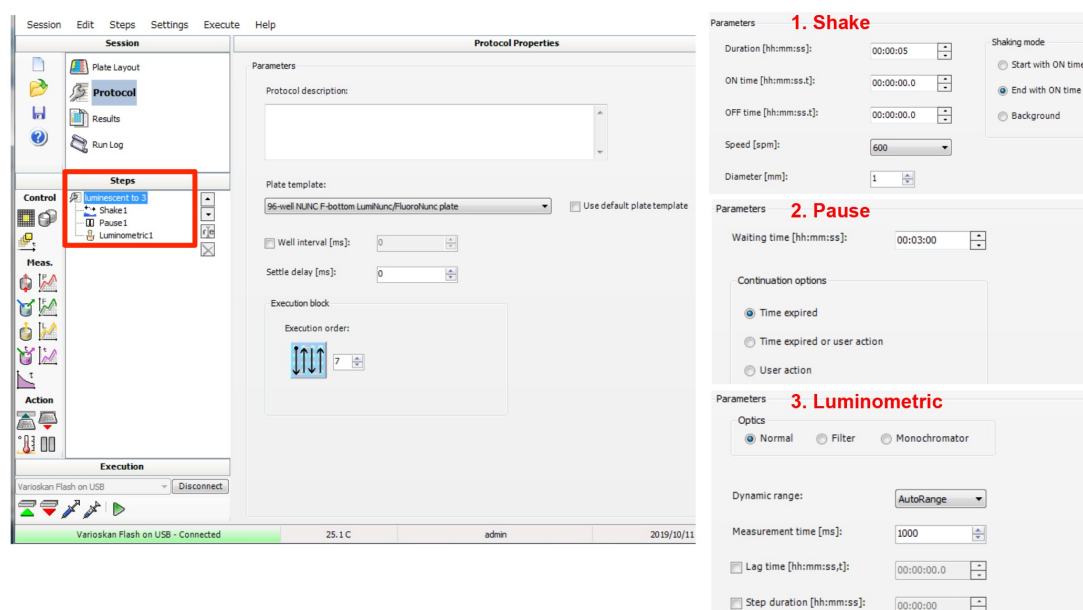 Session Edit Steps Settings Execute Help
Session
Plate Layout
Protocol
Results
Run Log
Steps
luminescent to 3
Shake1
Pause1
Luminometric1
Control
Meas.
Action
Execution
Varioskan Flash on USB
Disconnect
Varioskan Flash on USB - Connected
25.1 C
admin
2019/10/11
Protocol Properties
Parameters
Protocol description:
Plate template:
96-well NUNC F-bottom LumiNunc/FluoroNunc plate
Use default plate template
Well interval [ms]: 0
Settle delay [ms]: 0
Execution block
Execution order:
7
Parameters
1. Shake
Duration [hh:mm:ss]: 00:00:05
ON time [hh:mm:ss.t]: 00:00:00.0
OFF time [hh:mm:ss.t]: 00:00:00.0
Speed [spm]: 600
Diameter [mm]: 1
Shaking mode
Start with ON time
End with ON time
Background
Parameters
2. Pause
Waiting time [hh:mm:ss]: 00:03:00
Continuation options
Time expired
Time expired or user action
User action
Parameters
3. Luminometric
Optics
Normal Filter Monochromator
Dynamic range: AutoRange
Measurement time [ms]: 1000
Lag time [hh:mm:ss,t]: 00:00:00.0
Step duration [hh:mm:ss]: 00:00:00